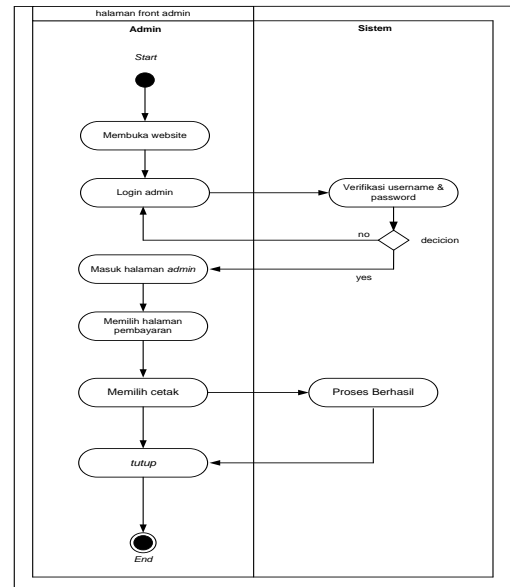 halaman front admin
Admin
Sistem
Start
Membuka website
Login admin
Verifikasi username &
password
no
decicion
yes
Masuk halaman admin
Memilih halaman
pembayaran
Memilih cetak
Proses Berhasil
tutup
End